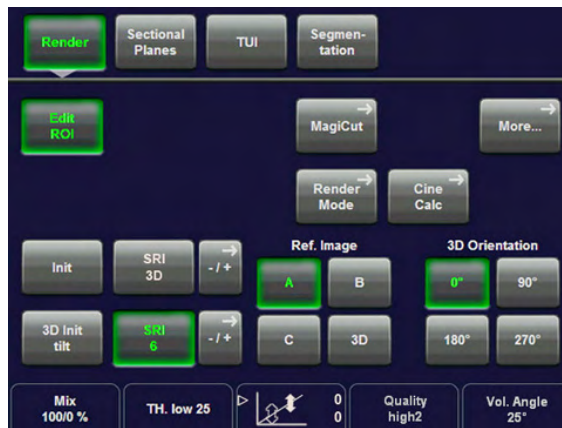 Render
Sectional
Planes
TUI
Segmen-
tation
Edit
ROI
MagiCut
More...
Render
Mode
Cine
Calc
Ref. Image
3D Orientation
Init
SRI
3D
- / +
A
B
0°
90°
3D Init
tilt
SRI
6
- / +
C
3D
180°
270°
Mix
100/0 %
TH. low 25
0
0
Quality
high2
Vol. Angle
25°